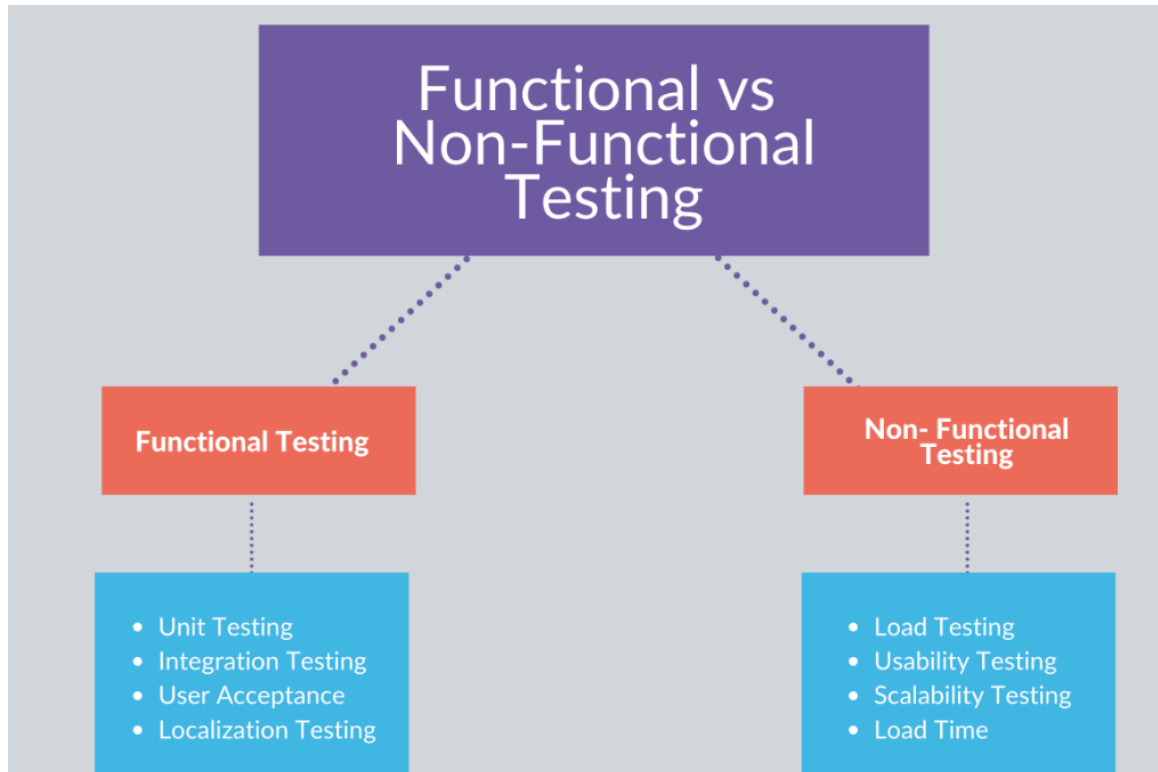 Functional vs
Non-Functional
Testing
Functional Testing
Non- Functional
Testing
• Unit Testing
• Integration Testing
• User Acceptance
• Localization Testing
• Load Testing
• Usability Testing
• Scalability Testing
• Load Time